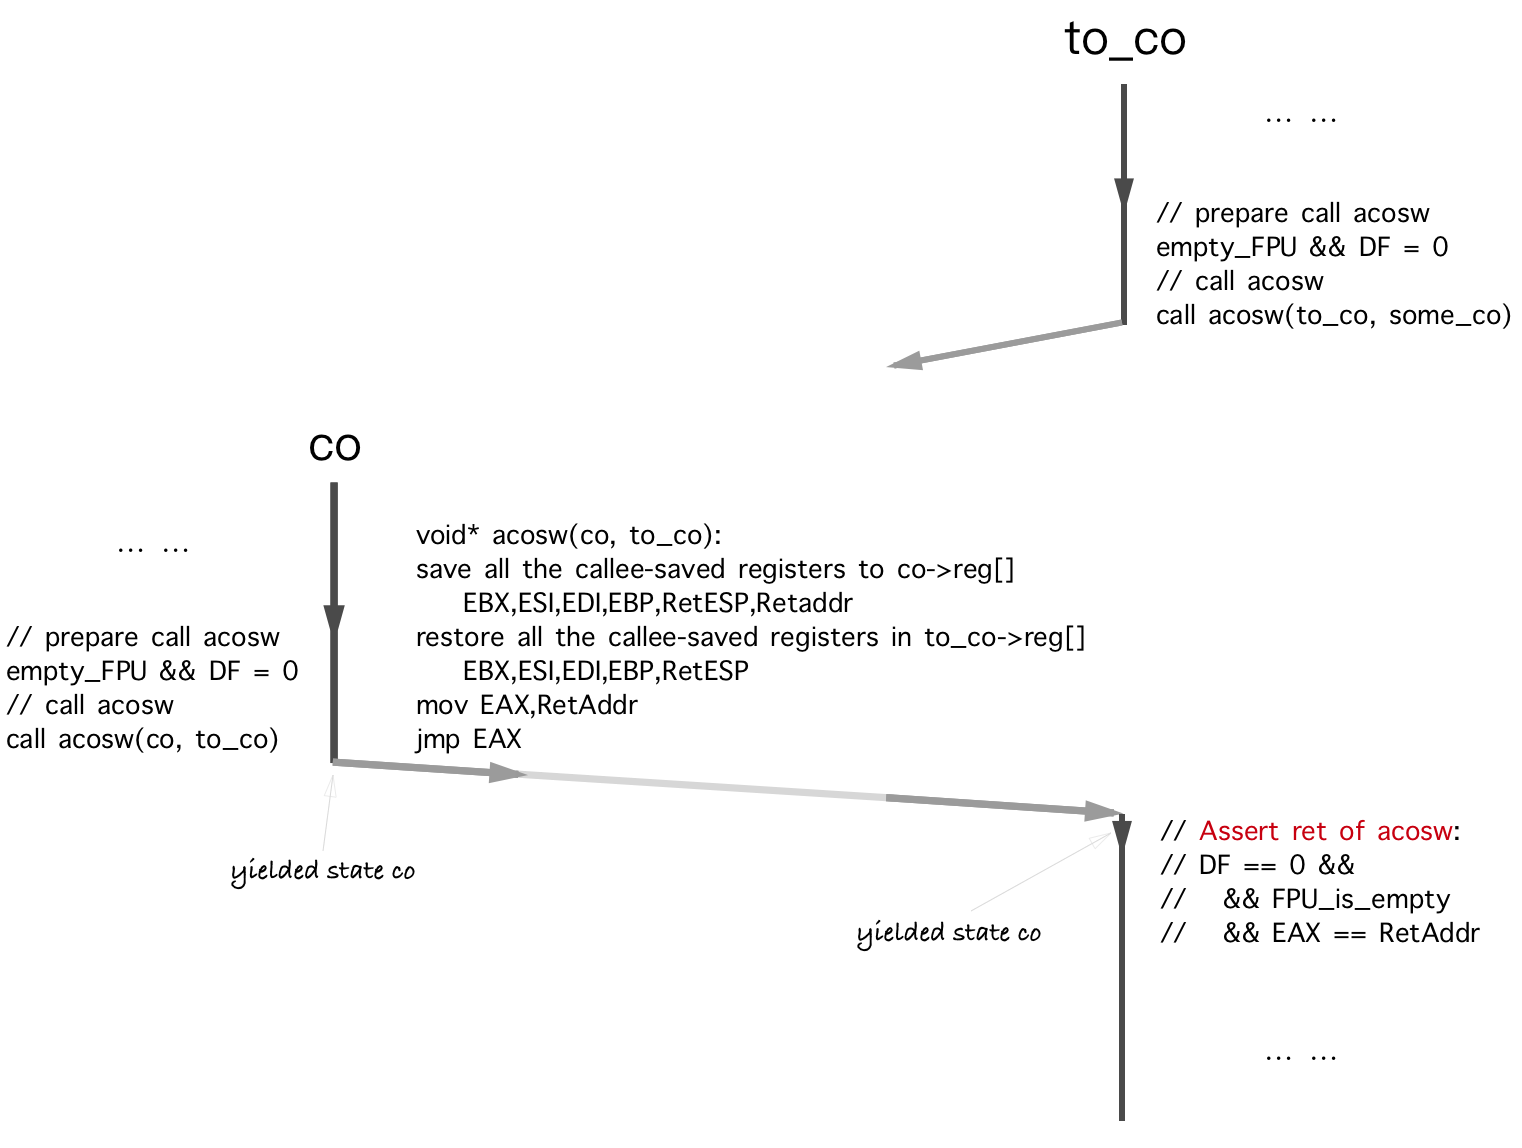 to_co
... ...
// prepare call acosw
empty_FPU && DF = 0
// call acosw
call acosw(to_co, some_co)
co
... ...
// prepare call acosw
empty_FPU && DF = 0
// call acosw
call acosw(co, to_co)
void* acosw(co, to_co):
save all the callee-saved registers to co->reg[]
EBX,ESI,EDI,EBP,RetESP,Retaddr
restore all the callee-saved registers in to_co->reg[]
EBX,ESI,EDI,EBP,RetESP
mov EAX,RetAddr
jmp EAX
yielded state co
yielded state co
// Assert ret of acosw:
// DF == 0 &&
// && FPU_is_empty
// && EAX == RetAddr
... ...